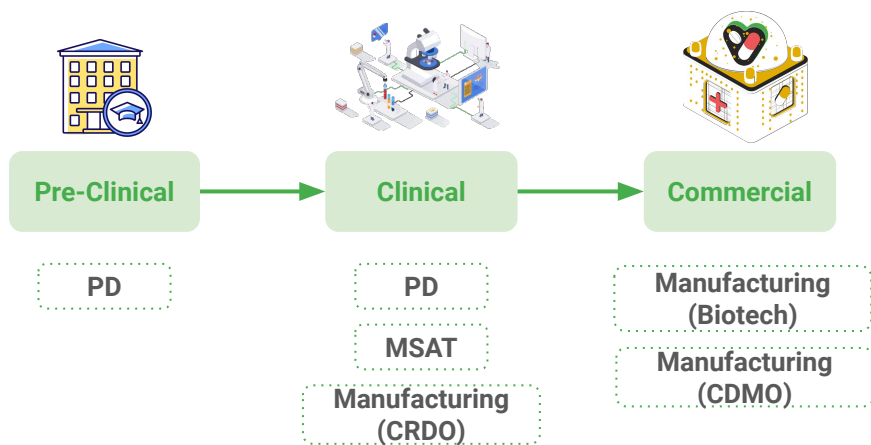 Pre-Clinical
Clinical
Commercial
PD
PD
MSAT
Manufacturing
(CRDO)
Manufacturing
(Biotech)
Manufacturing
(CDMO)